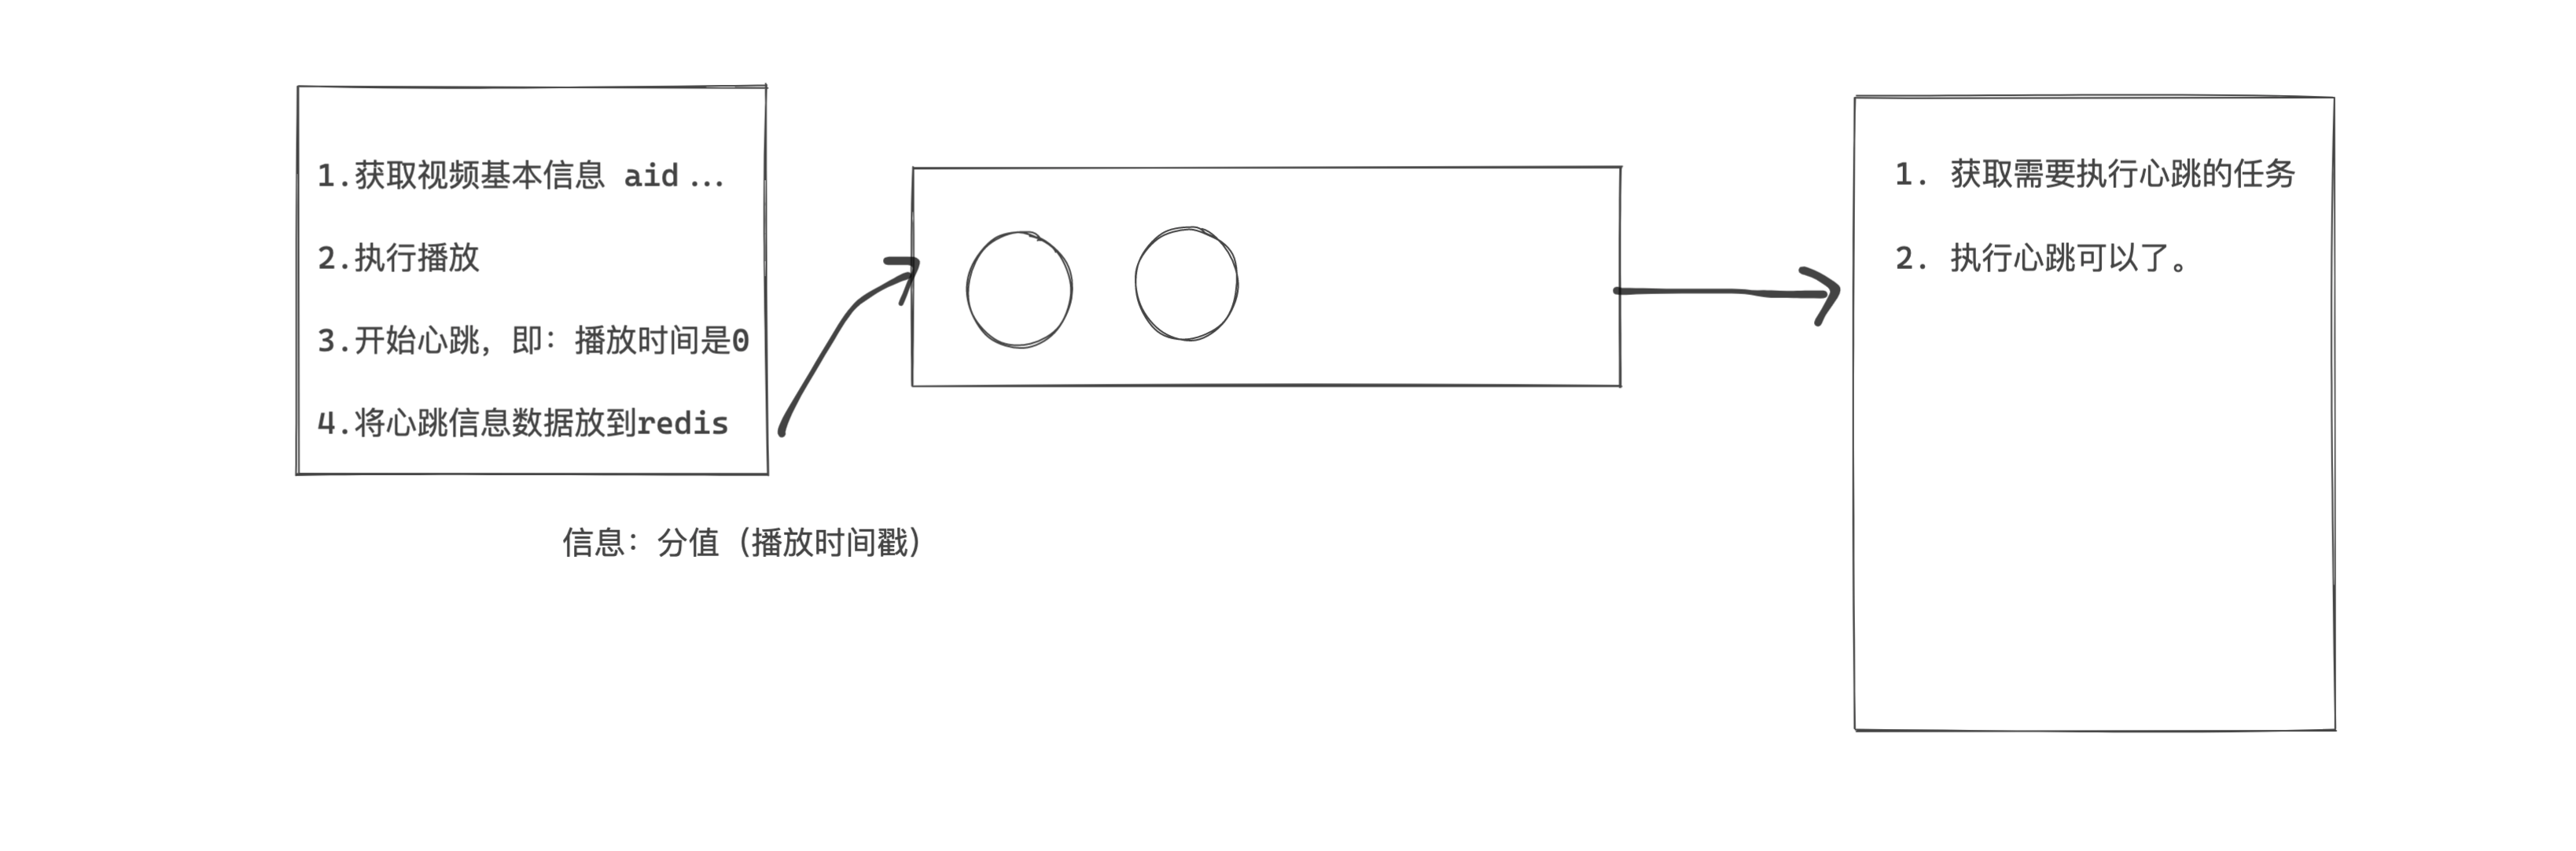 1.获取视频基本信息 aid...
2.执行播放
3.开始心跳，即：播放时间是0
4.将心跳信息数据放到redis
信息：分值（播放时间戳）
1. 获取需要执行心跳的任务
2. 执行心跳可以了。